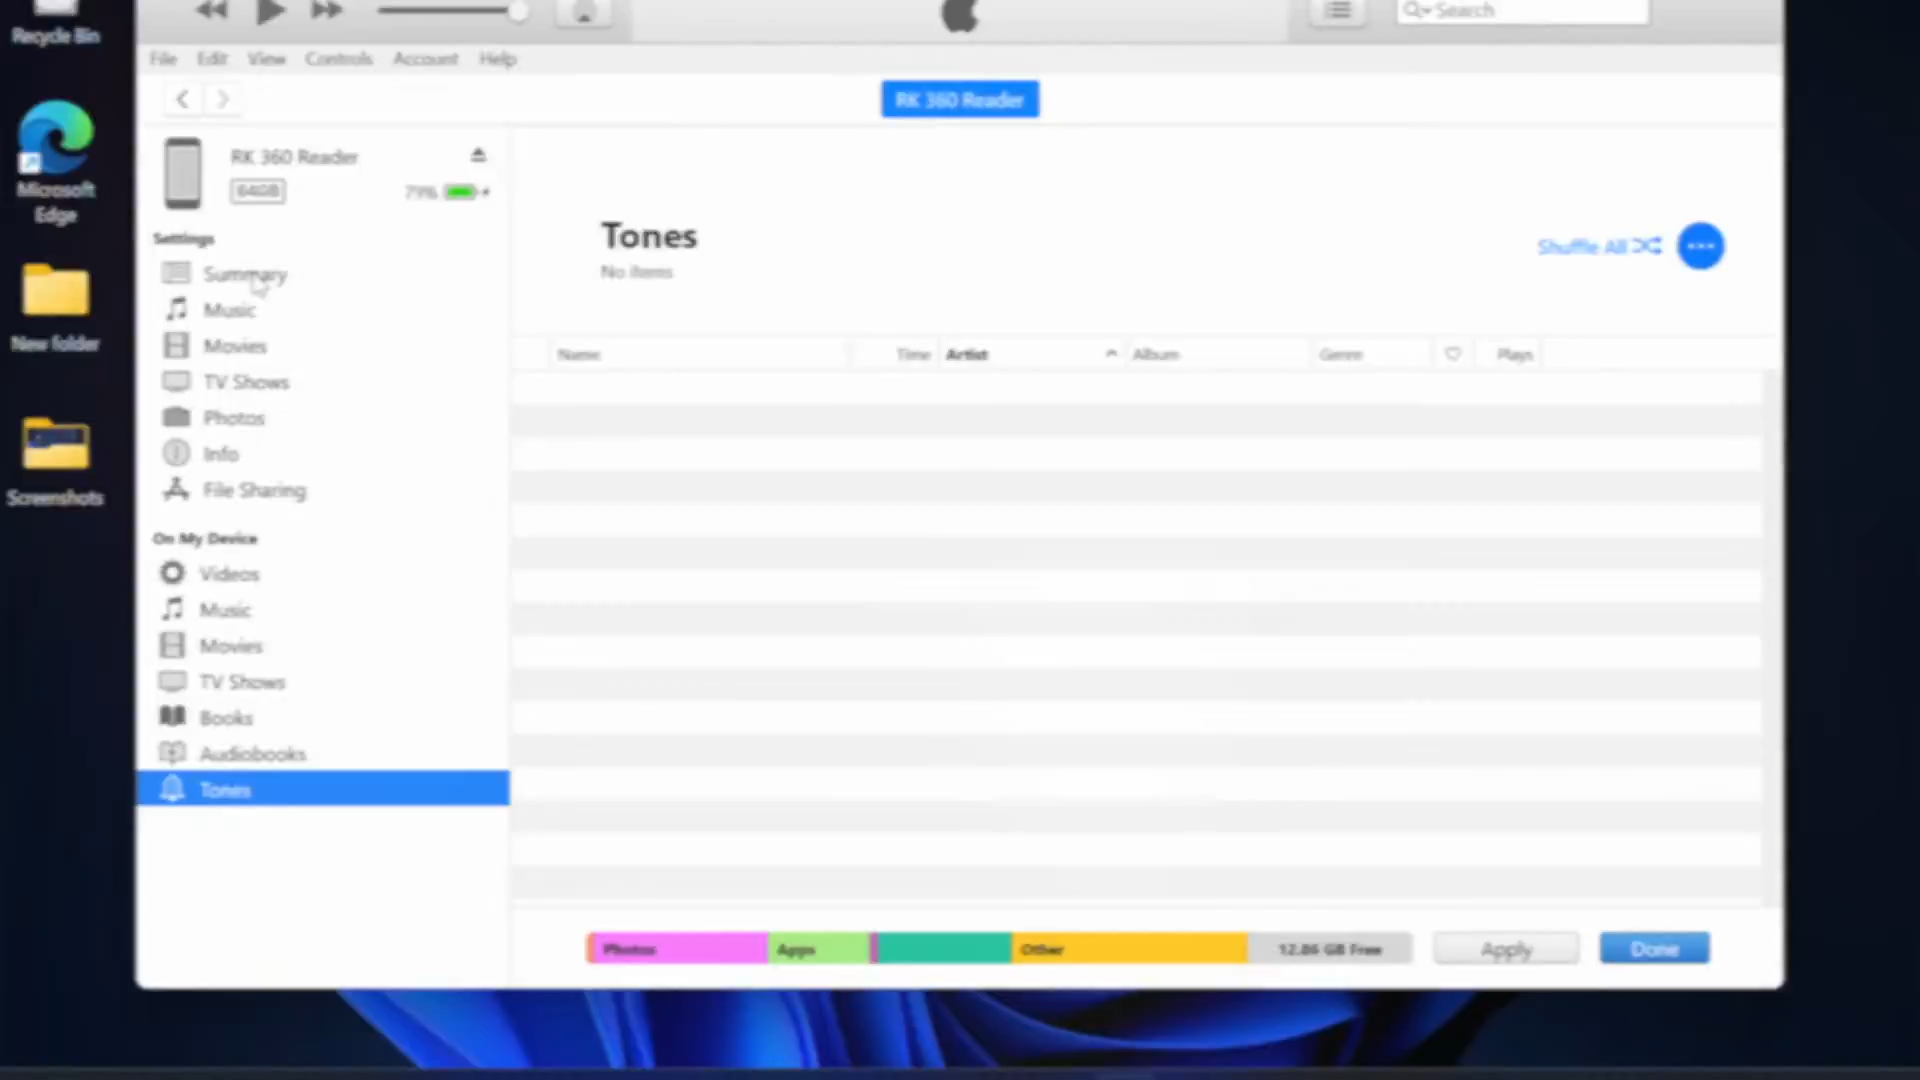 Recycle Bin
Search
File Edit View Controls Account Help
RK 360 Reader
RK 360 Reader
64GB
79%
Microsoft
Edge
Settings
Summary
Music
Movies
TV Shows
Photos
Info
File Sharing
New folder
Screenshots
On My Device
Videos
Music
Movies
TV Shows
Books
Audiobooks
Tones
Tones
No items
Shuffle All
Name Time Artist Album Genre Plays
Photos Apps Other 12.86 GB Free
Apply Done